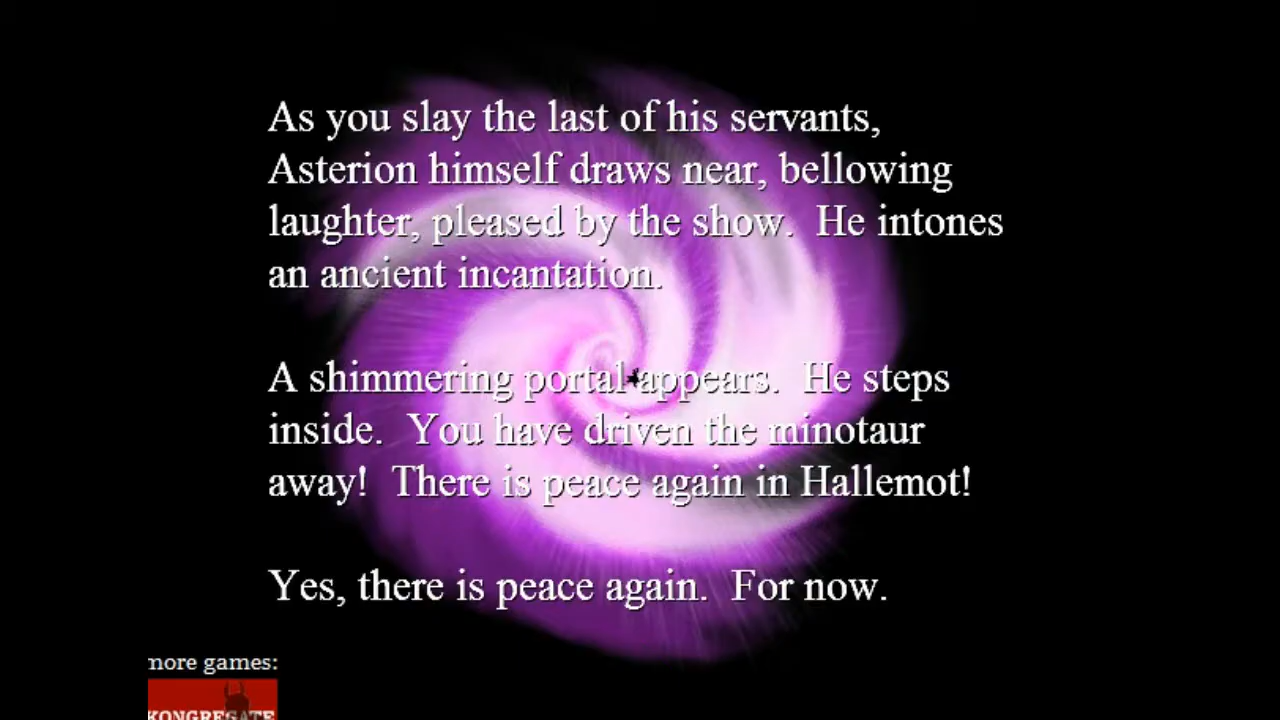 As you slay the last of his servants,
Asterion himself draws near, bellowing
laughter, pleased by the show.  He intones
an ancient incantation.
A shimmering portal appears.  He steps
inside.  You have driven the minotaur
away!  There is peace again in Hallemot!
Yes, there is peace again.  For now.
more games:
KONGREGATE